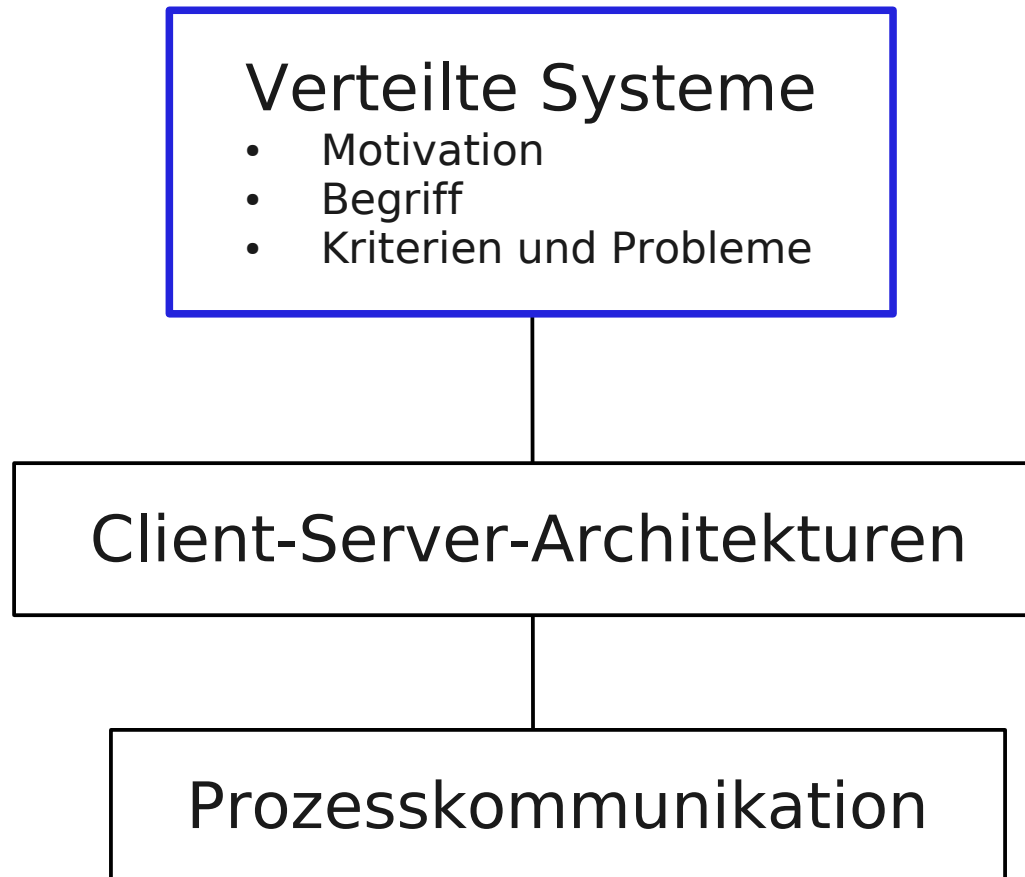 Verteilte Systeme
• Motivation
• Begriff
• Kriterien und Probleme
Client-Server-Architekturen
Prozesskommunikation